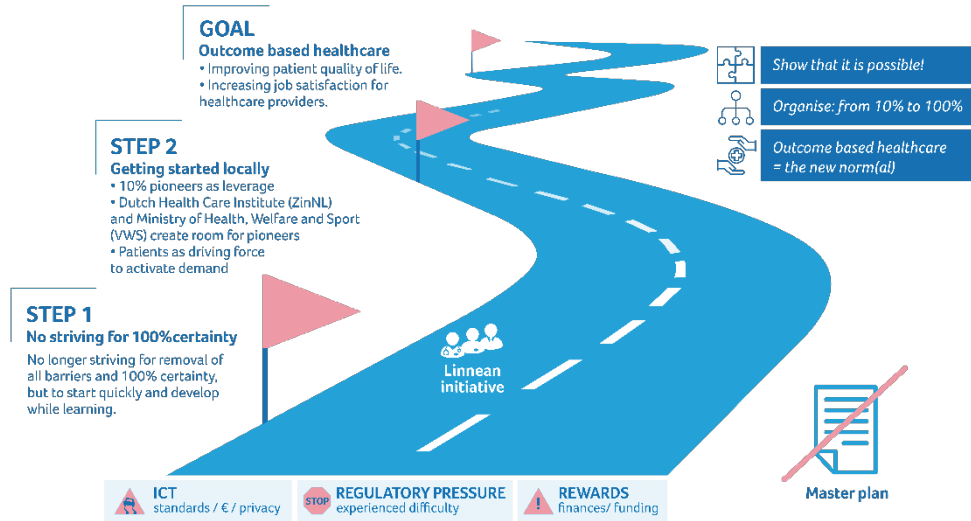 GOAL
Outcome based healthcare
• Improving patient quality of life.
• Increasing job satisfaction for
healthcare providers.
STEP 2
Getting started locally
• 10% pioneers as leverage
• Dutch Health Care Institute (ZinNL)
and Ministry of Health, Welfare and Sport
(VWS) create room for pioneers
• Patients as driving force
to activate demand
STEP 1
No striving for 100%certainty
No longer striving for removal of
all barriers and 100% certainty,
but to start quickly and develop
while learning.
Show that it is possible!
Organise: from 10% to 100%
Outcome based healthcare
= the new norm(al)
Linnean
initiative
Master plan
ICT
standards / € / privacy
STOP
REGULATORY PRESSURE
experienced difficulty
!
REWARDS
finances/ funding